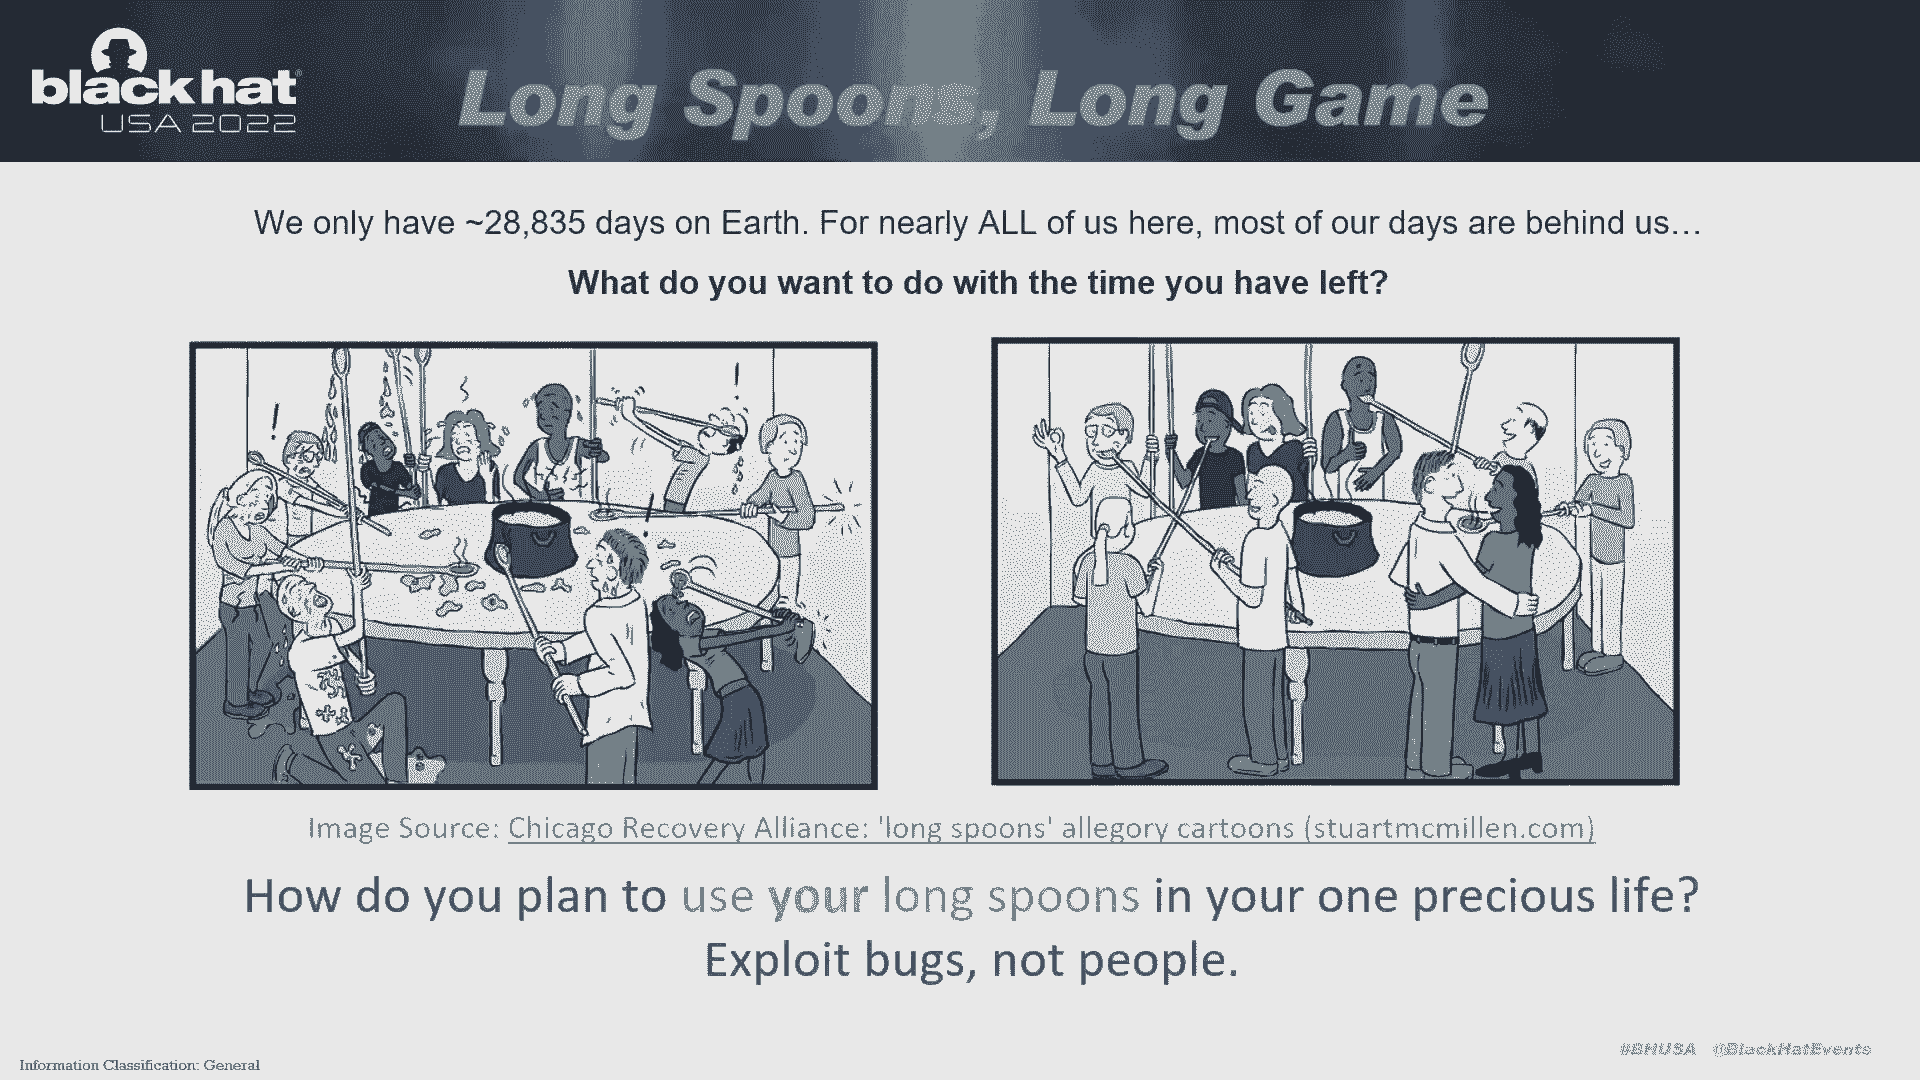 blackhat®
USA 2022
Long Spoons, Long Game
We only have ~28,835 days on Earth. For nearly ALL of us here, most of our days are behind us…
What do you want to do with the time you have left?
!
!
!
Image Source: Chicago Recovery Alliance: 'long spoons' allegory cartoons (stuartmcmillen.com)
How do you plan to use your long spoons in your one precious life?
Exploit bugs, not people.
#BHUSA @BlackHatEvents
Information Classification: General